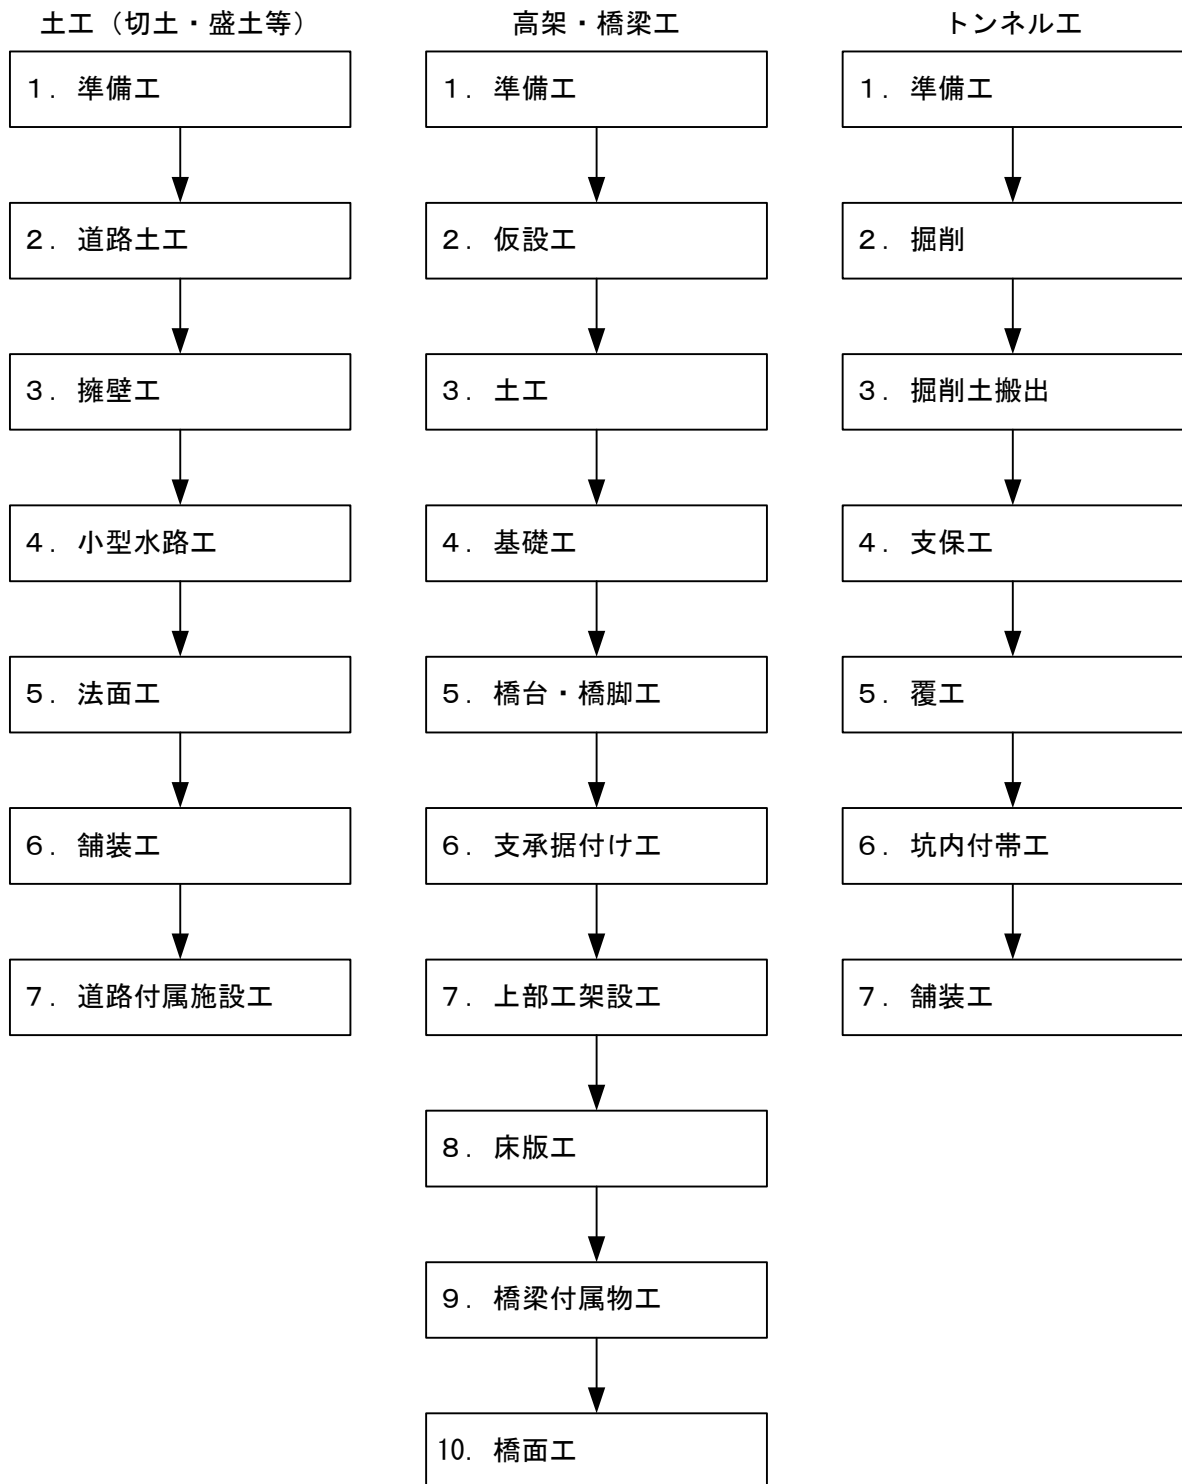 土工（切土・盛土等）
１．準備工
２．道路土工
３．擁壁工
４．小型水路工
５．法面工
６．舗装工
７．道路付属施設工
高架・橋梁工
１．準備工
２．仮設工
３．土工
４．基礎工
５．橋台・橋脚工
６．支承据付け工
７．上部工架設工
８．床版工
９．橋梁付属物工
10．橋面工
トンネル工
１．準備工
２．掘削
３．掘削土搬出
４．支保工
５．覆工
６．坑内付帯工
７．舗装工